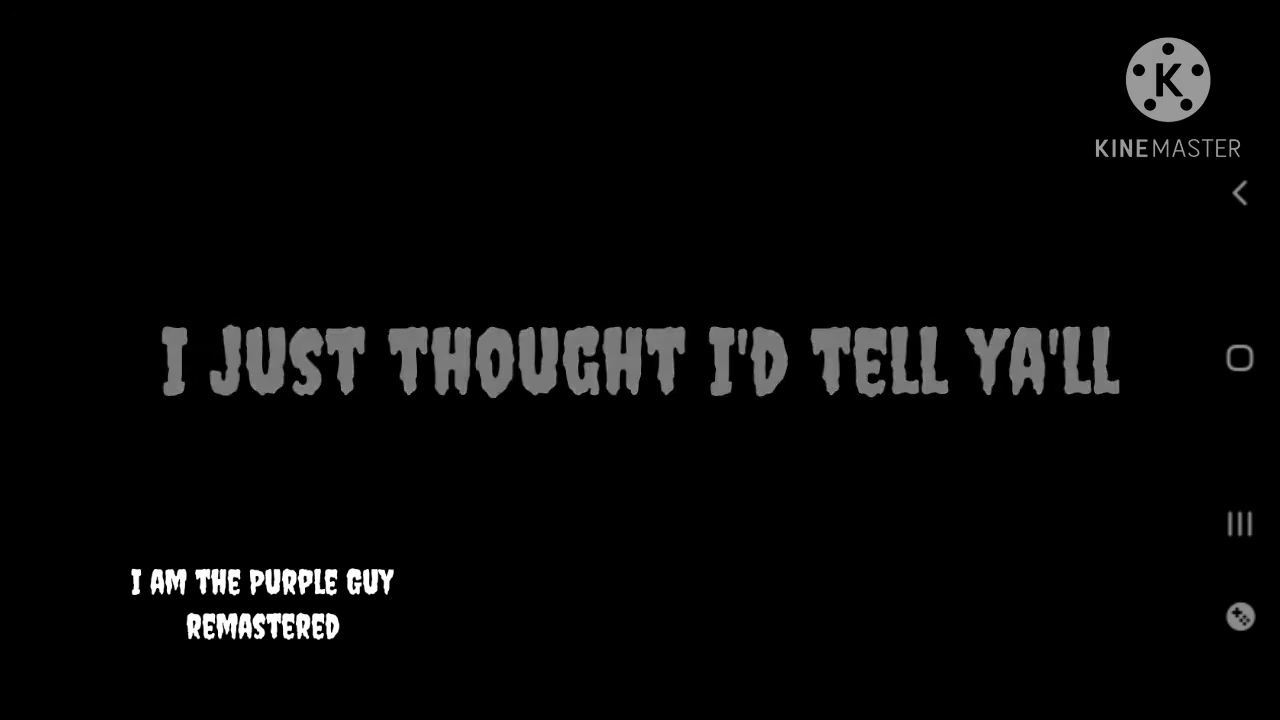 K
KINEMASTER
I JUST THOUGHT I'D TELL YA'LL
I AM THE PURPLE GUY
REMASTERED